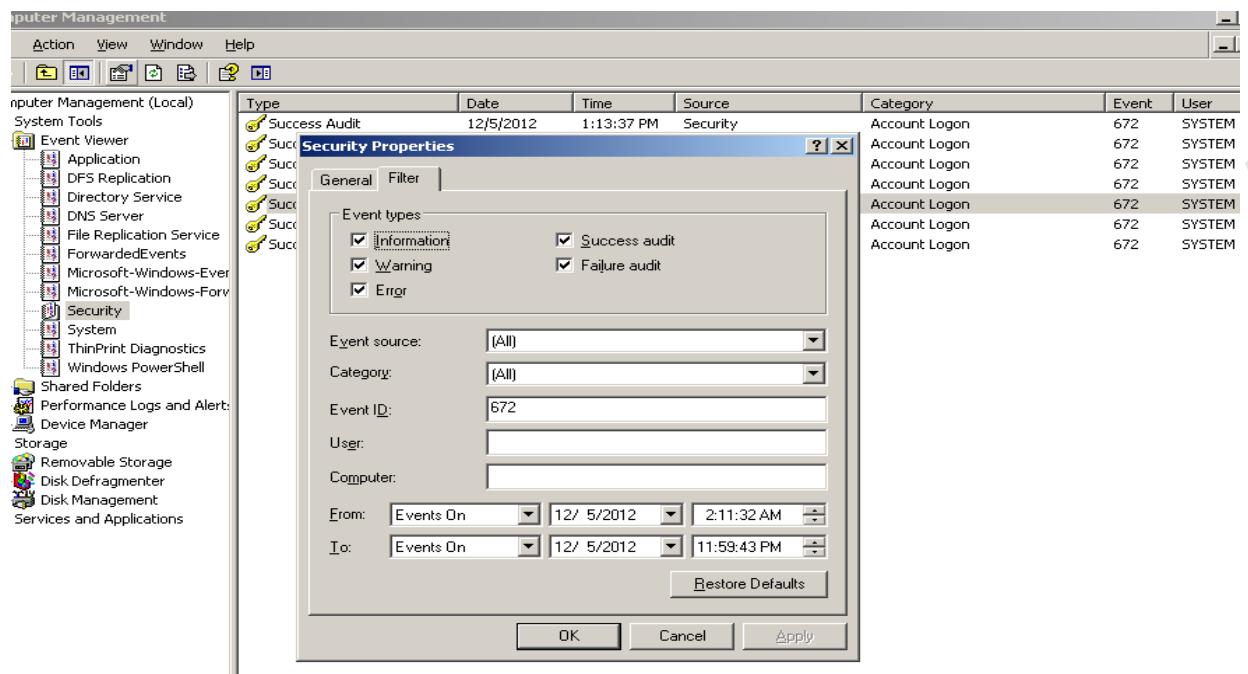 mputer Management
Action View Window Help
mputer Management (Local)
System Tools
Event Viewer
Application
DFS Replication
Directory Service
DNS Server
File Replication Service
ForwardedEvents
Microsoft-Windows-Ever
Microsoft-Windows-Forw
Security
System
ThinPrint Diagnostics
Windows PowerShell
Shared Folders
Performance Logs and Alert
Device Manager
Storage
Removable Storage
Disk Defragmenter
Disk Management
Services and Applications
Type Date Time Source Category Event User
Success Audit 12/5/2012 1:13:37 PM Security Account Logon 672 SYSTEM
Succ Account Logon 672 SYSTEM
Succ Account Logon 672 SYSTEM
Succ Account Logon 672 SYSTEM
Succ Account Logon 672 SYSTEM
Succ Account Logon 672 SYSTEM
Succ Account Logon 672 SYSTEM
Security Properties
General Filter
Event types
Information Success audit
Warning Failure audit
Error
Event source: (All)
Category: (All)
Event ID: 672
User:
Computer:
From: Events On 12/ 5/2012 2:11:32 AM
To: Events On 12/ 5/2012 11:59:43 PM
Restore Defaults
OK Cancel Apply